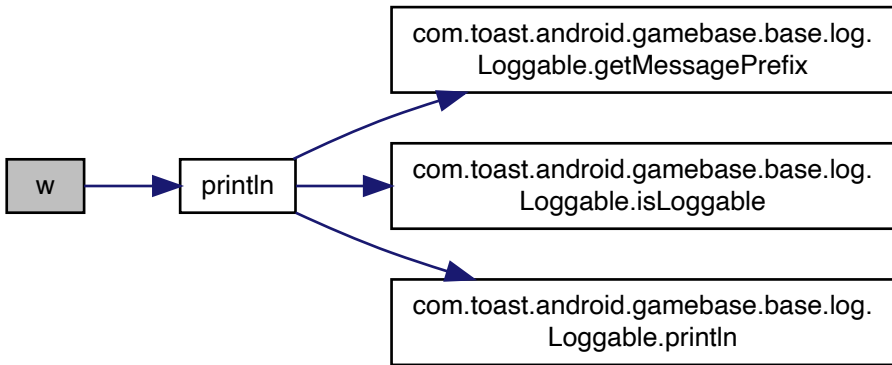 w
println
com.toast.android.gamebase.base.log.
Loggable.getMessagePrefix
com.toast.android.gamebase.base.log.
Loggable.isLoggable
com.toast.android.gamebase.base.log.
Loggable.println